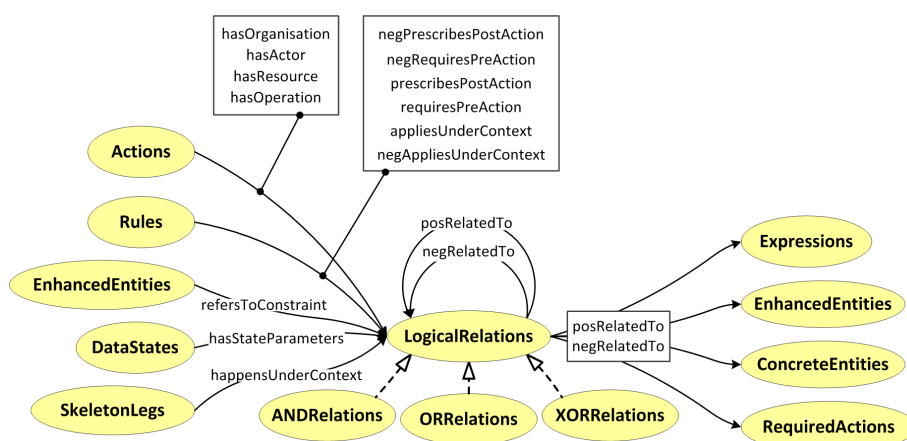 hasOrganisation
hasActor
hasResource
hasOperation
negPrescribesPostAction
negRequiresPreAction
prescribesPostAction
requiresPreAction
appliesUnderContext
negAppliesUnderContext
Actions
Rules
EnhancedEntities
DataStates
SkeletonLegs
refersToConstraint
hasStateParameters
happensUnderContext
posRelatedTo
negRelatedTo
LogicalRelations
ANDRelations
ORRelations
XORRelations
posRelatedTo
negRelatedTo
Expressions
EnhancedEntities
ConcreteEntities
RequiredActions